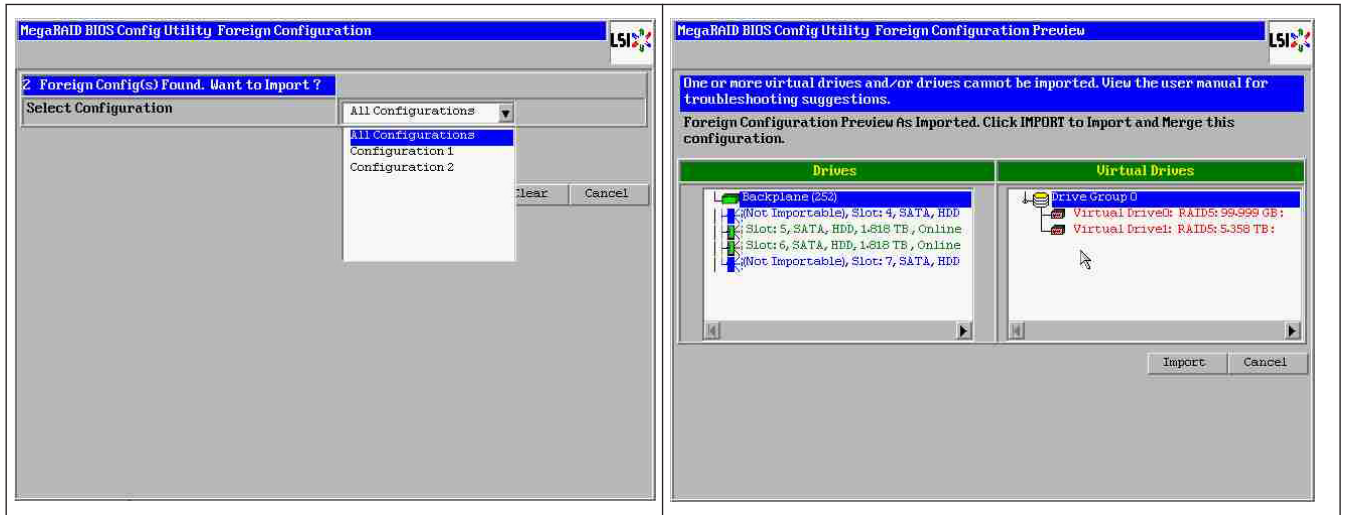 MegaRAID BIOS Config Utility Foreign Configuration
LSI
2 Foreign Config(s) Found. Want to Import ?
Select Configuration
All Configurations
All Configurations
Configuration 1
Configuration 2
Clear
Cancel
MegaRAID BIOS Config Utility Foreign Configuration Preview
LSI
One or more virtual drives and/or drives cannot be imported. View the user manual for
troubleshooting suggestions.
Foreign Configuration Preview As Imported. Click IMPORT to Import and Merge this
configuration.
Drives
Backplane (252)
(Not Importable), Slot: 4, SATA, HDD
Slot: 5, SATA, HDD, 1.818 TB, Online
Slot: 6, SATA, HDD, 1.818 TB, Online
(Not Importable), Slot: 7, SATA, HDD
Virtual Drives
Drive Group 0
Virtual Drive0: RAID5: 99.999 GB:
Virtual Drive1: RAID5: 5.358 TB:
Import
Cancel